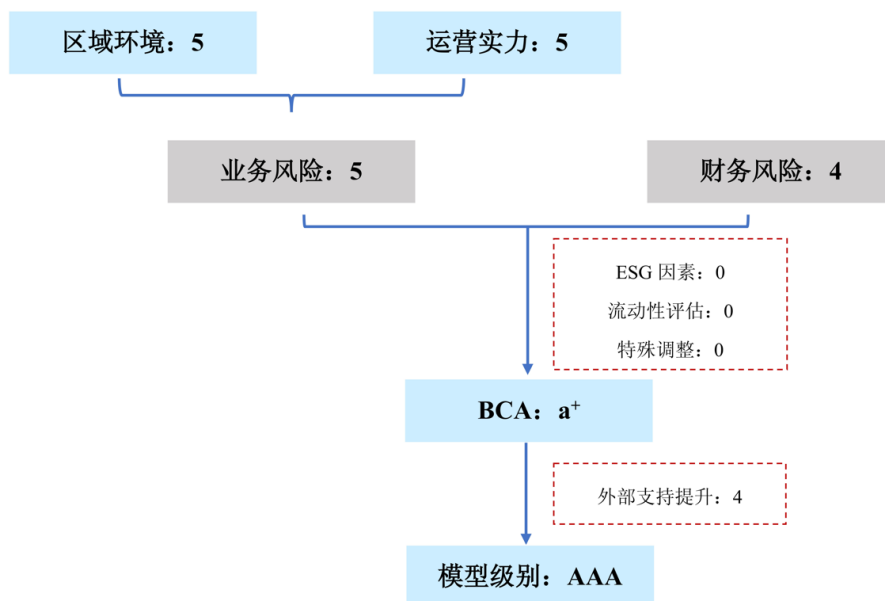 区域环境：5
运营实力：5
业务风险：5
财务风险：4
ESG 因素：0
流动性评估：0
特殊调整：0
BCA：a⁺
外部支持提升：4
模型级别：AAA